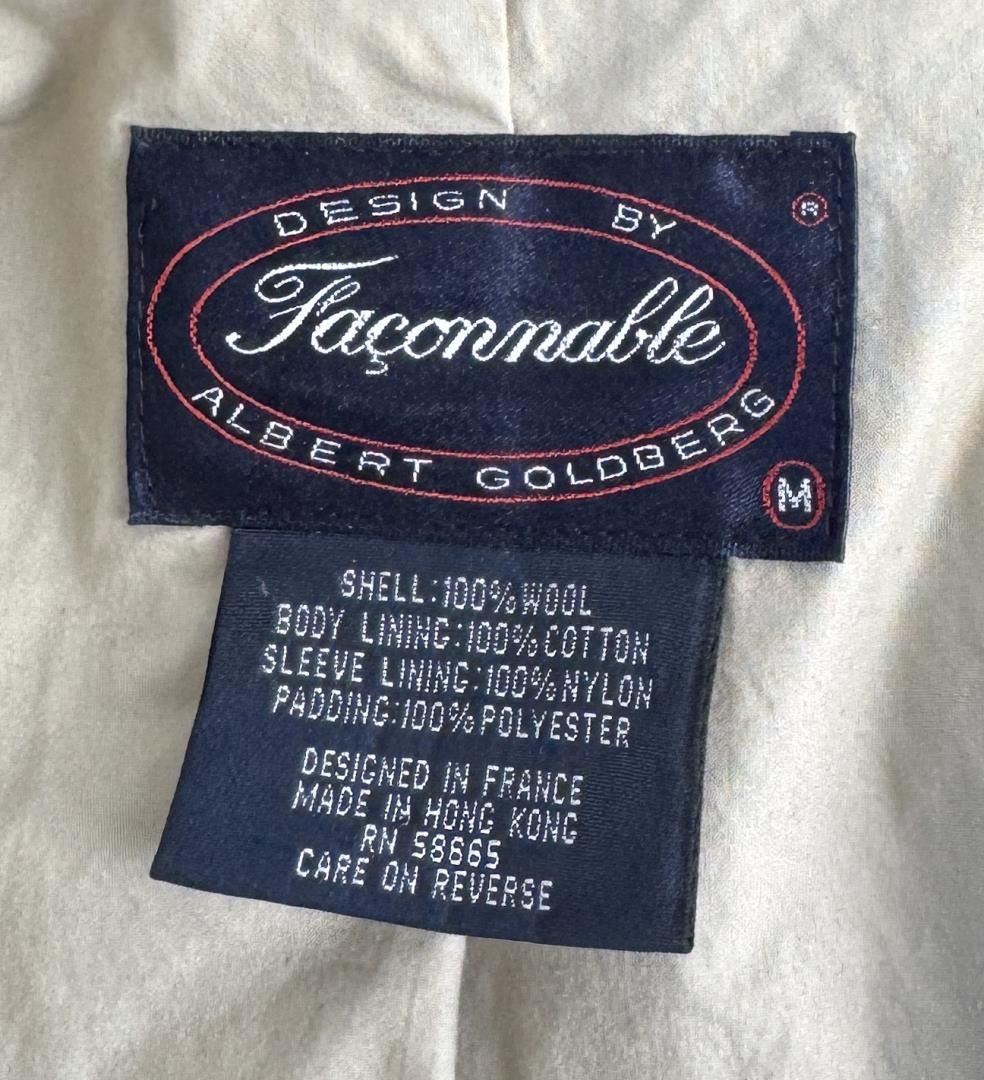 DESIGN BY
®
Façonnable
ALBERT GOLDBERG
M
SHELL:100%WOOL
BODY LINING:100%COTTON
SLEEVE LINING:100%NYLON
PADDING:100%POLYESTER
DESIGNED IN FRANCE
MADE IN HONG KONG
RN 58665
CARE ON REVERSE